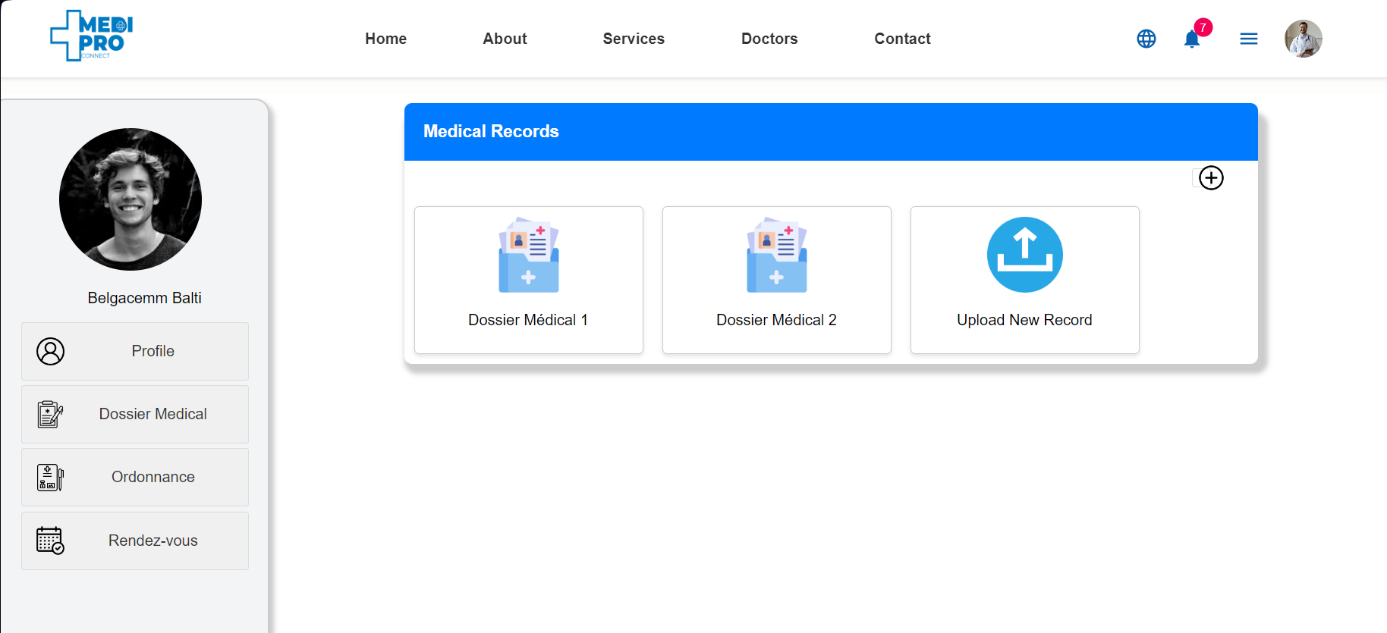 MEDI
PRO
CONNECT
Home
About
Services
Doctors
Contact
7
Belgacemm Balti
Profile
Dossier Medical
Ordonnance
Rendez-vous
Medical Records
Dossier Médical 1
Dossier Médical 2
Upload New Record